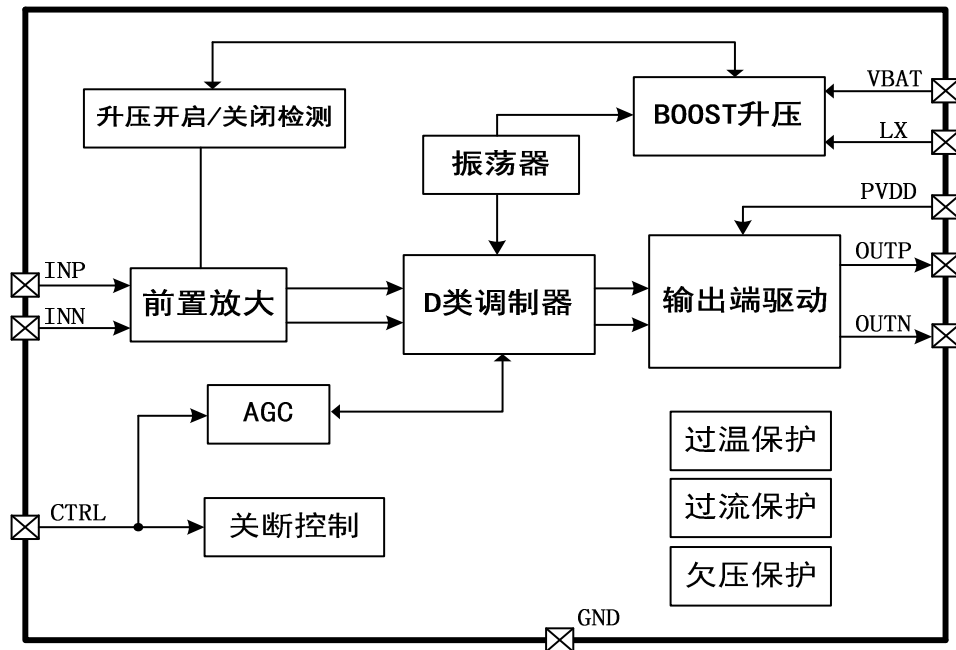 VBAT
升压开启/关闭检测
BOOST升压
LX
振荡器
PVDD
OUTP
INP
前置放大
D类调制器
输出端驱动
INN
OUTN
AGC
过温保护
CTRL
关断控制
过流保护
欠压保护
GND